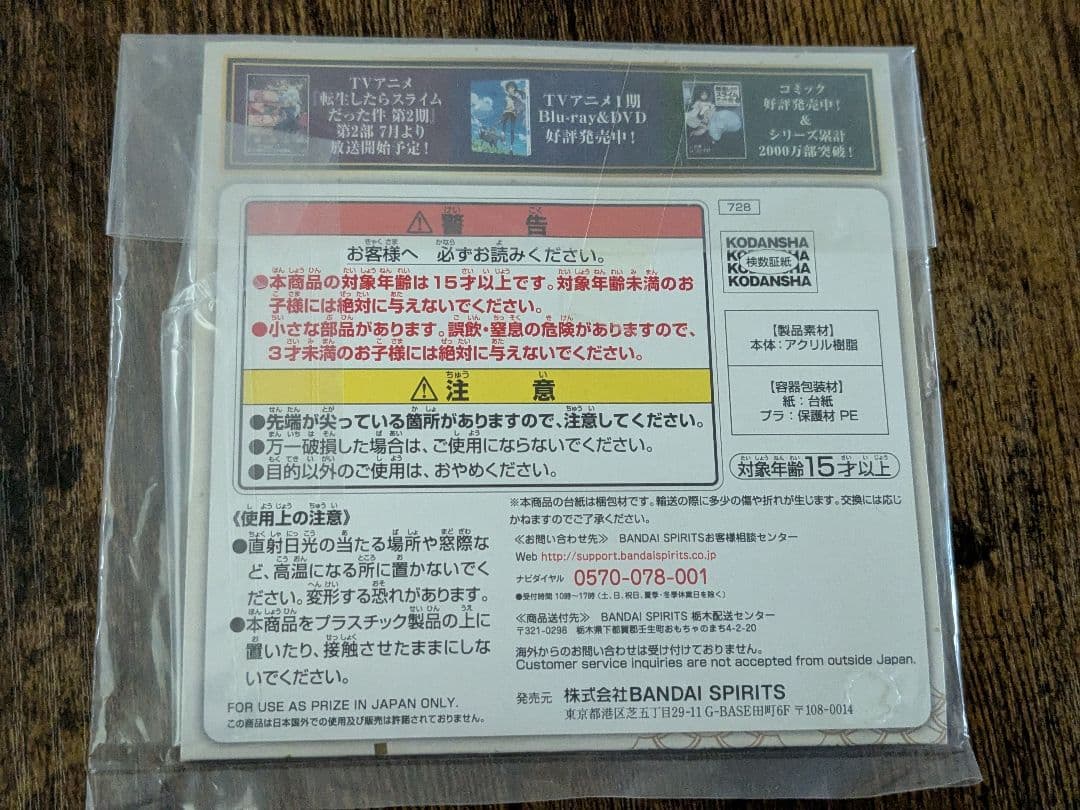 TVアニメ
『転生したらスライム
だった件 第2期』
第2部 7月より
放送開始予定！
TVアニメ1期
Blu-ray&DVD
好評発売中！
コミック
好評発売中！
&
シリーズ累計
2000万部突破！
728
⚠警告
お客様へ 必ずお読みください。
●本商品の対象年齢は15才以上です。対象年齢未満のお
子様には絶対に与えないでください。
●小さな部品があります。誤飲・窒息の危険がありますので、
3才未満のお子様には絶対に与えないでください。
⚠注意
●先端が尖っている箇所がありますので、注意してください。
●万一破損した場合は、ご使用にならないでください。
●目的以外のご使用は、おやめください。
KODANSHA
検数証紙
KODANSHA
【製品素材】
本体：アクリル樹脂
【容器包装材】
紙：台紙
プラ：保護材 PE
対象年齢15才以上
《使用上の注意》
●直射日光の当たる場所や窓際な
ど、高温になる所に置かないでく
ださい。変形する恐れがあります。
●本商品をプラスチック製品の上に
置いたり、接触させたままにしな
いでください。
FOR USE AS PRIZE IN JAPAN ONLY.
この商品は日本国外での使用及び販売は許諾されておりません。
※本商品の台紙は梱包材です。輸送の際に多少の傷や折れが生じます。交換には応じ
かねますのでご了承ください。
≪お問い合わせ先≫ BANDAI SPIRITSお客様相談センター
Web http://support.bandaispirits.co.jp
ナビダイヤル 0570-078-001
●受付時間 10時～17時（土、日、祝日、夏季・冬季休業日を除く）
≪商品送付先≫ BANDAI SPIRITS 栃木配送センター
〒321-0298 栃木県下都賀郡壬生町おもちゃのまち4-2-20
海外からのお問い合わせは受け付けておりません。
Customer service inquiries are not accepted from outside Japan.
発売元 株式会社BANDAI SPIRITS
東京都港区芝五丁目29-11 G-BASE田町6F 〒108-0014